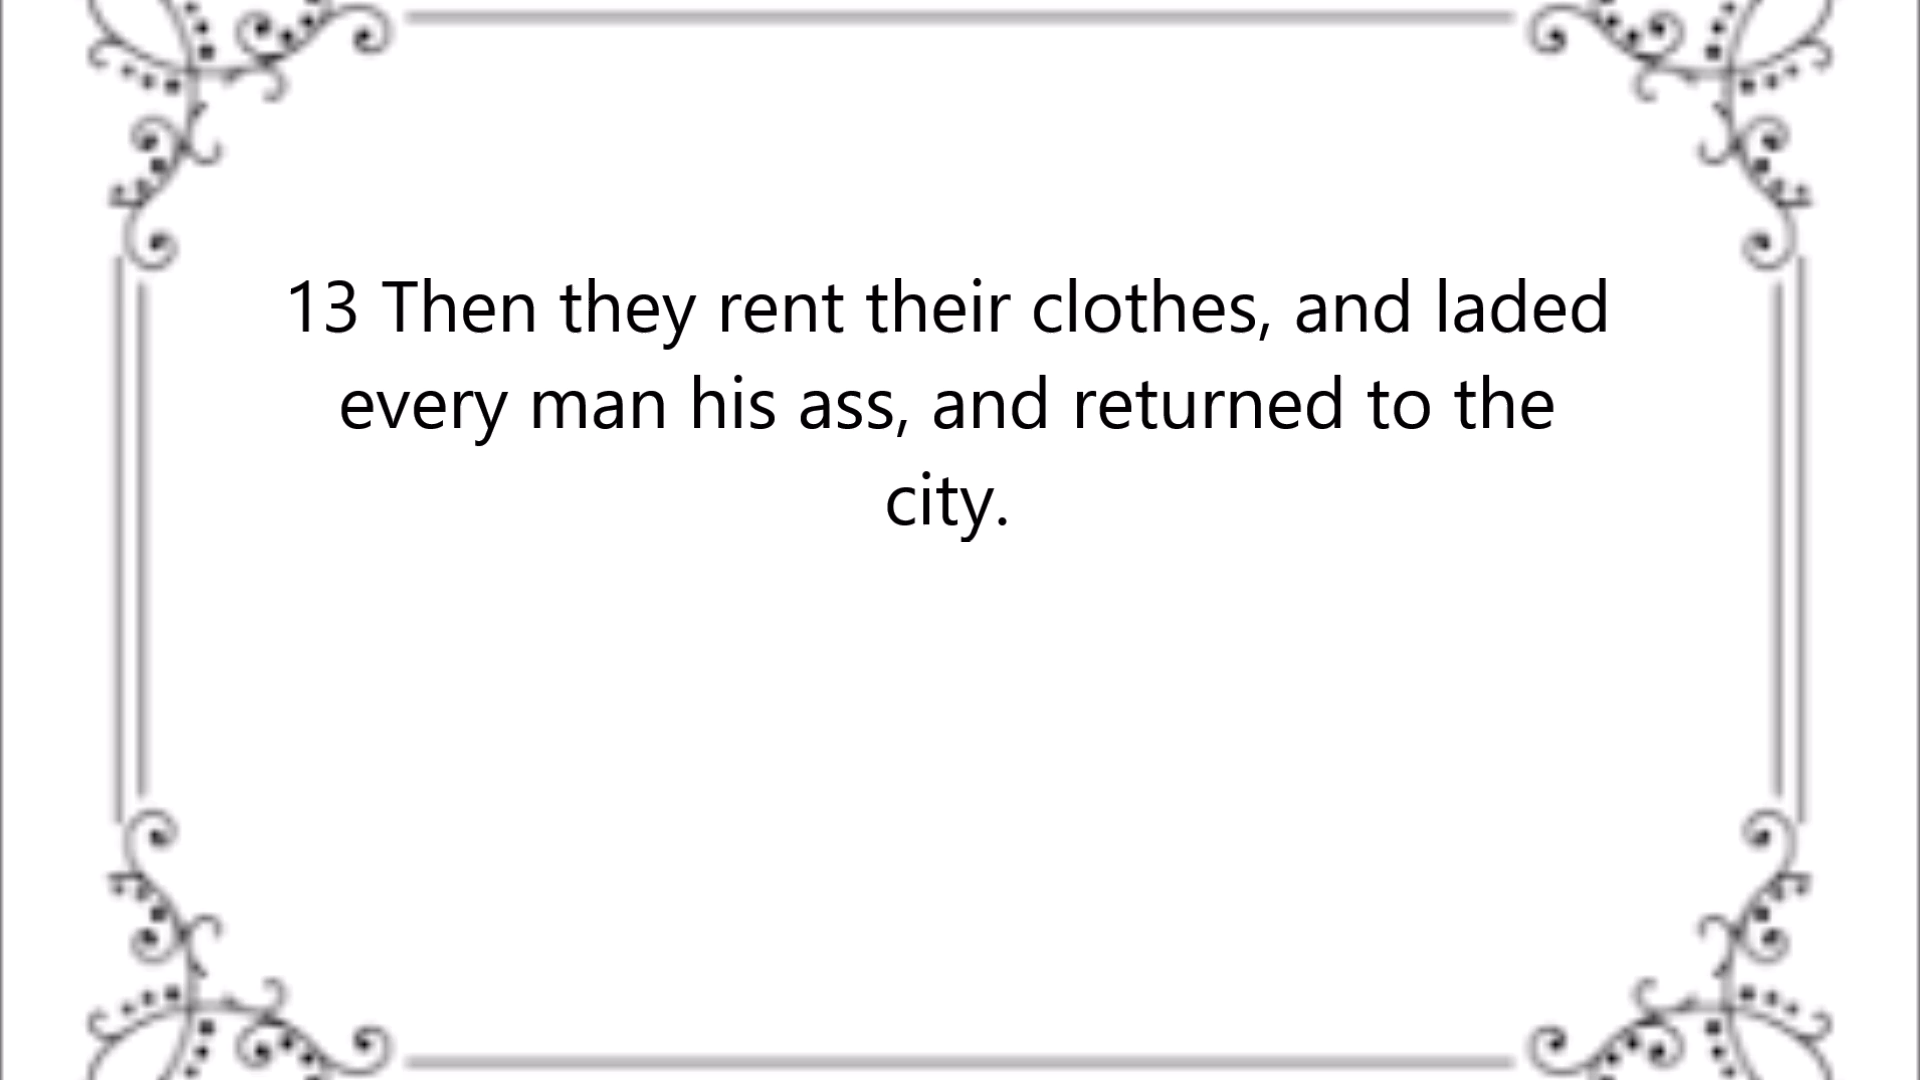 13 Then they rent their clothes, and laded
every man his ass, and returned to the
city.